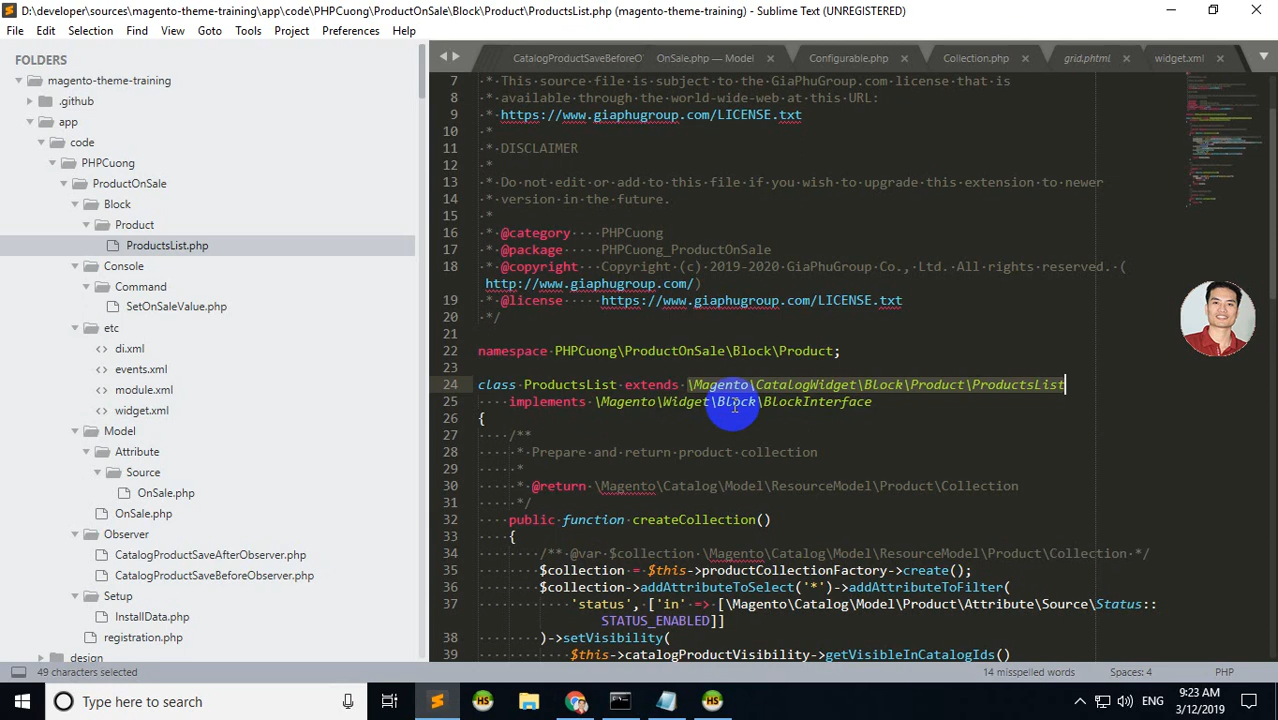 D:\developer\sources\magento-theme-training\app\code\PHPCuong\ProductOnSale\Block\Product\ProductsList.php (magento-theme-training) - Sublime Text (UNREGISTERED)
File Edit Selection Find View Goto Tools Project Preferences Help
FOLDERS
magento-theme-training
.github
app
code
PHPCuong
ProductOnSale
Block
Product
ProductsList.php
Console
Command
SetOnSaleValue.php
etc
di.xml
events.xml
module.xml
widget.xml
Model
Attribute
Source
OnSale.php
OnSale.php
Observer
CatalogProductSaveAfterObserver.php
CatalogProductSaveBeforeObserver.php
Setup
InstallData.php
registration.php
design
CatalogProductSaveBeforeO OnSale.php — Model Configurable.php Collection.php grid.phtml widget.xml
7 * This source file is subject to the GiaPhuGroup.com license that is
8 * available through the world-wide-web at this URL:
9 * https://www.giaphugroup.com/LICENSE.txt
10 *
11 * DISCLAIMER
12 *
13 * Do not edit or add to this file if you wish to upgrade this extension to newer
14 * version in the future.
15 *
16 * @category    PHPCuong
17 * @package     PHPCuong_ProductOnSale
18 * @copyright   Copyright (c) 2019-2020 GiaPhuGroup Co., Ltd. All rights reserved. (
http://www.giaphugroup.com/)
19 * @license     https://www.giaphugroup.com/LICENSE.txt
20 */
21
22 namespace PHPCuong\ProductOnSale\Block\Product;
23
24 class ProductsList extends \Magento\CatalogWidget\Block\Product\ProductsList
25     implements \Magento\Widget\Block\BlockInterface
26 {
27     /**
28      * Prepare and return product collection
29      *
30      * @return \Magento\Catalog\Model\ResourceModel\Product\Collection
31      */
32     public function createCollection()
33     {
34         /** @var $collection \Magento\Catalog\Model\ResourceModel\Product\Collection */
35         $collection = $this->productCollectionFactory->create();
36         $collection->addAttributeToSelect('*')->addAttributeToFilter(
37             'status', ['in' => [\Magento\Catalog\Model\Product\Attribute\Source\Status::
STATUS_ENABLED]]
38         )->setVisibility(
39             $this->catalogProductVisibility->getVisibleInCatalogIds()
49 characters selected 14 misspelled words Spaces: 4 PHP
Type here to search
ENG
9:23 AM
3/12/2019